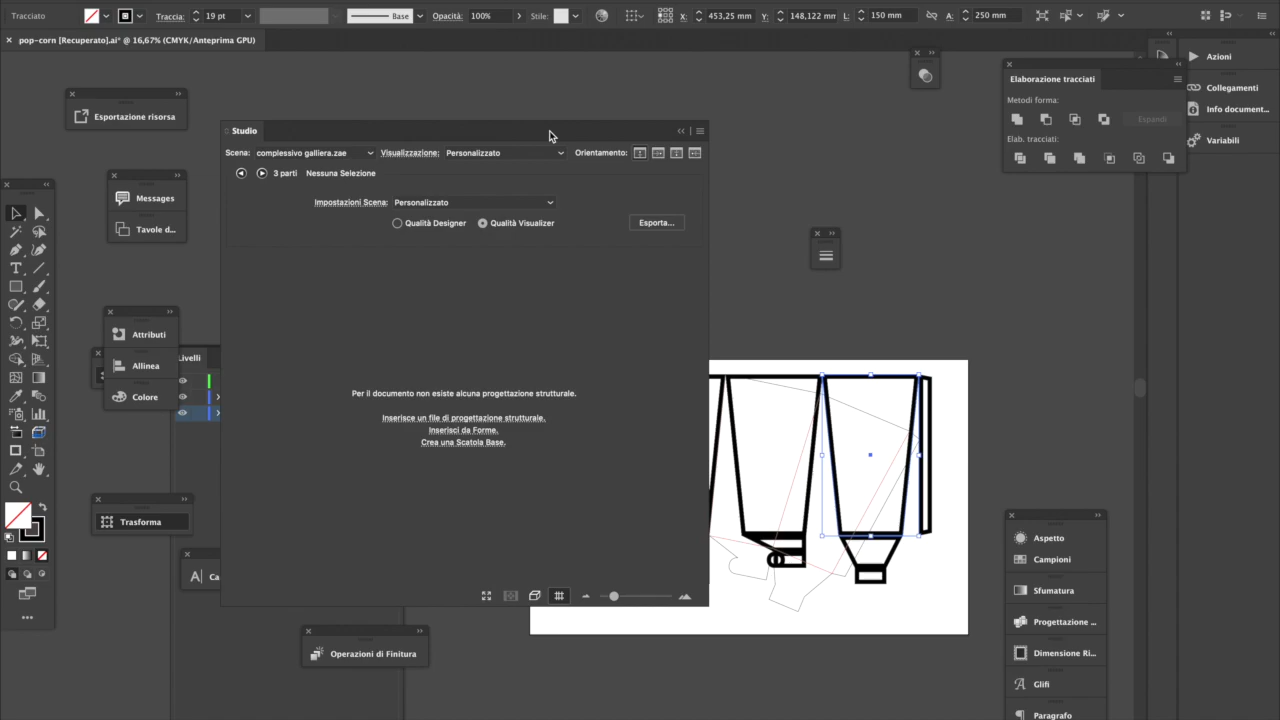 Tracciato Traccia: 19 pt Base Opacità: 100% Stile: X: 453,25 mm Y: 148,122 mm L: 150 mm A: 250 mm
pop-corn [Recuperato].ai* @ 16,67% (CMYK/Anteprima GPU)
Esportazione risorsa
Messages
Tavole d...
Attributi
Allinea
Colore
Livelli
Trasforma
Ca
Operazioni di Finitura
Studio
Scena: complessivo galliera.zae Visualizzazione: Personalizzato Orientamento:
3 parti Nessuna Selezione
Impostazioni Scena: Personalizzato
Qualità Designer Qualità Visualizer Esporta...
Per il documento non esiste alcuna progettazione strutturale.
Inserisce un file di progettazione strutturale.
Inserisci da Forme.
Crea una Scatola Base.
Elaborazione tracciati
Metodi forma:
Espandi
Elab. tracciati:
Azioni
Collegamenti
Info document...
Variabili
Aspetto
Campioni
Sfumatura
Progettazione ...
Dimensione Ri...
Glifi
Paragrafo